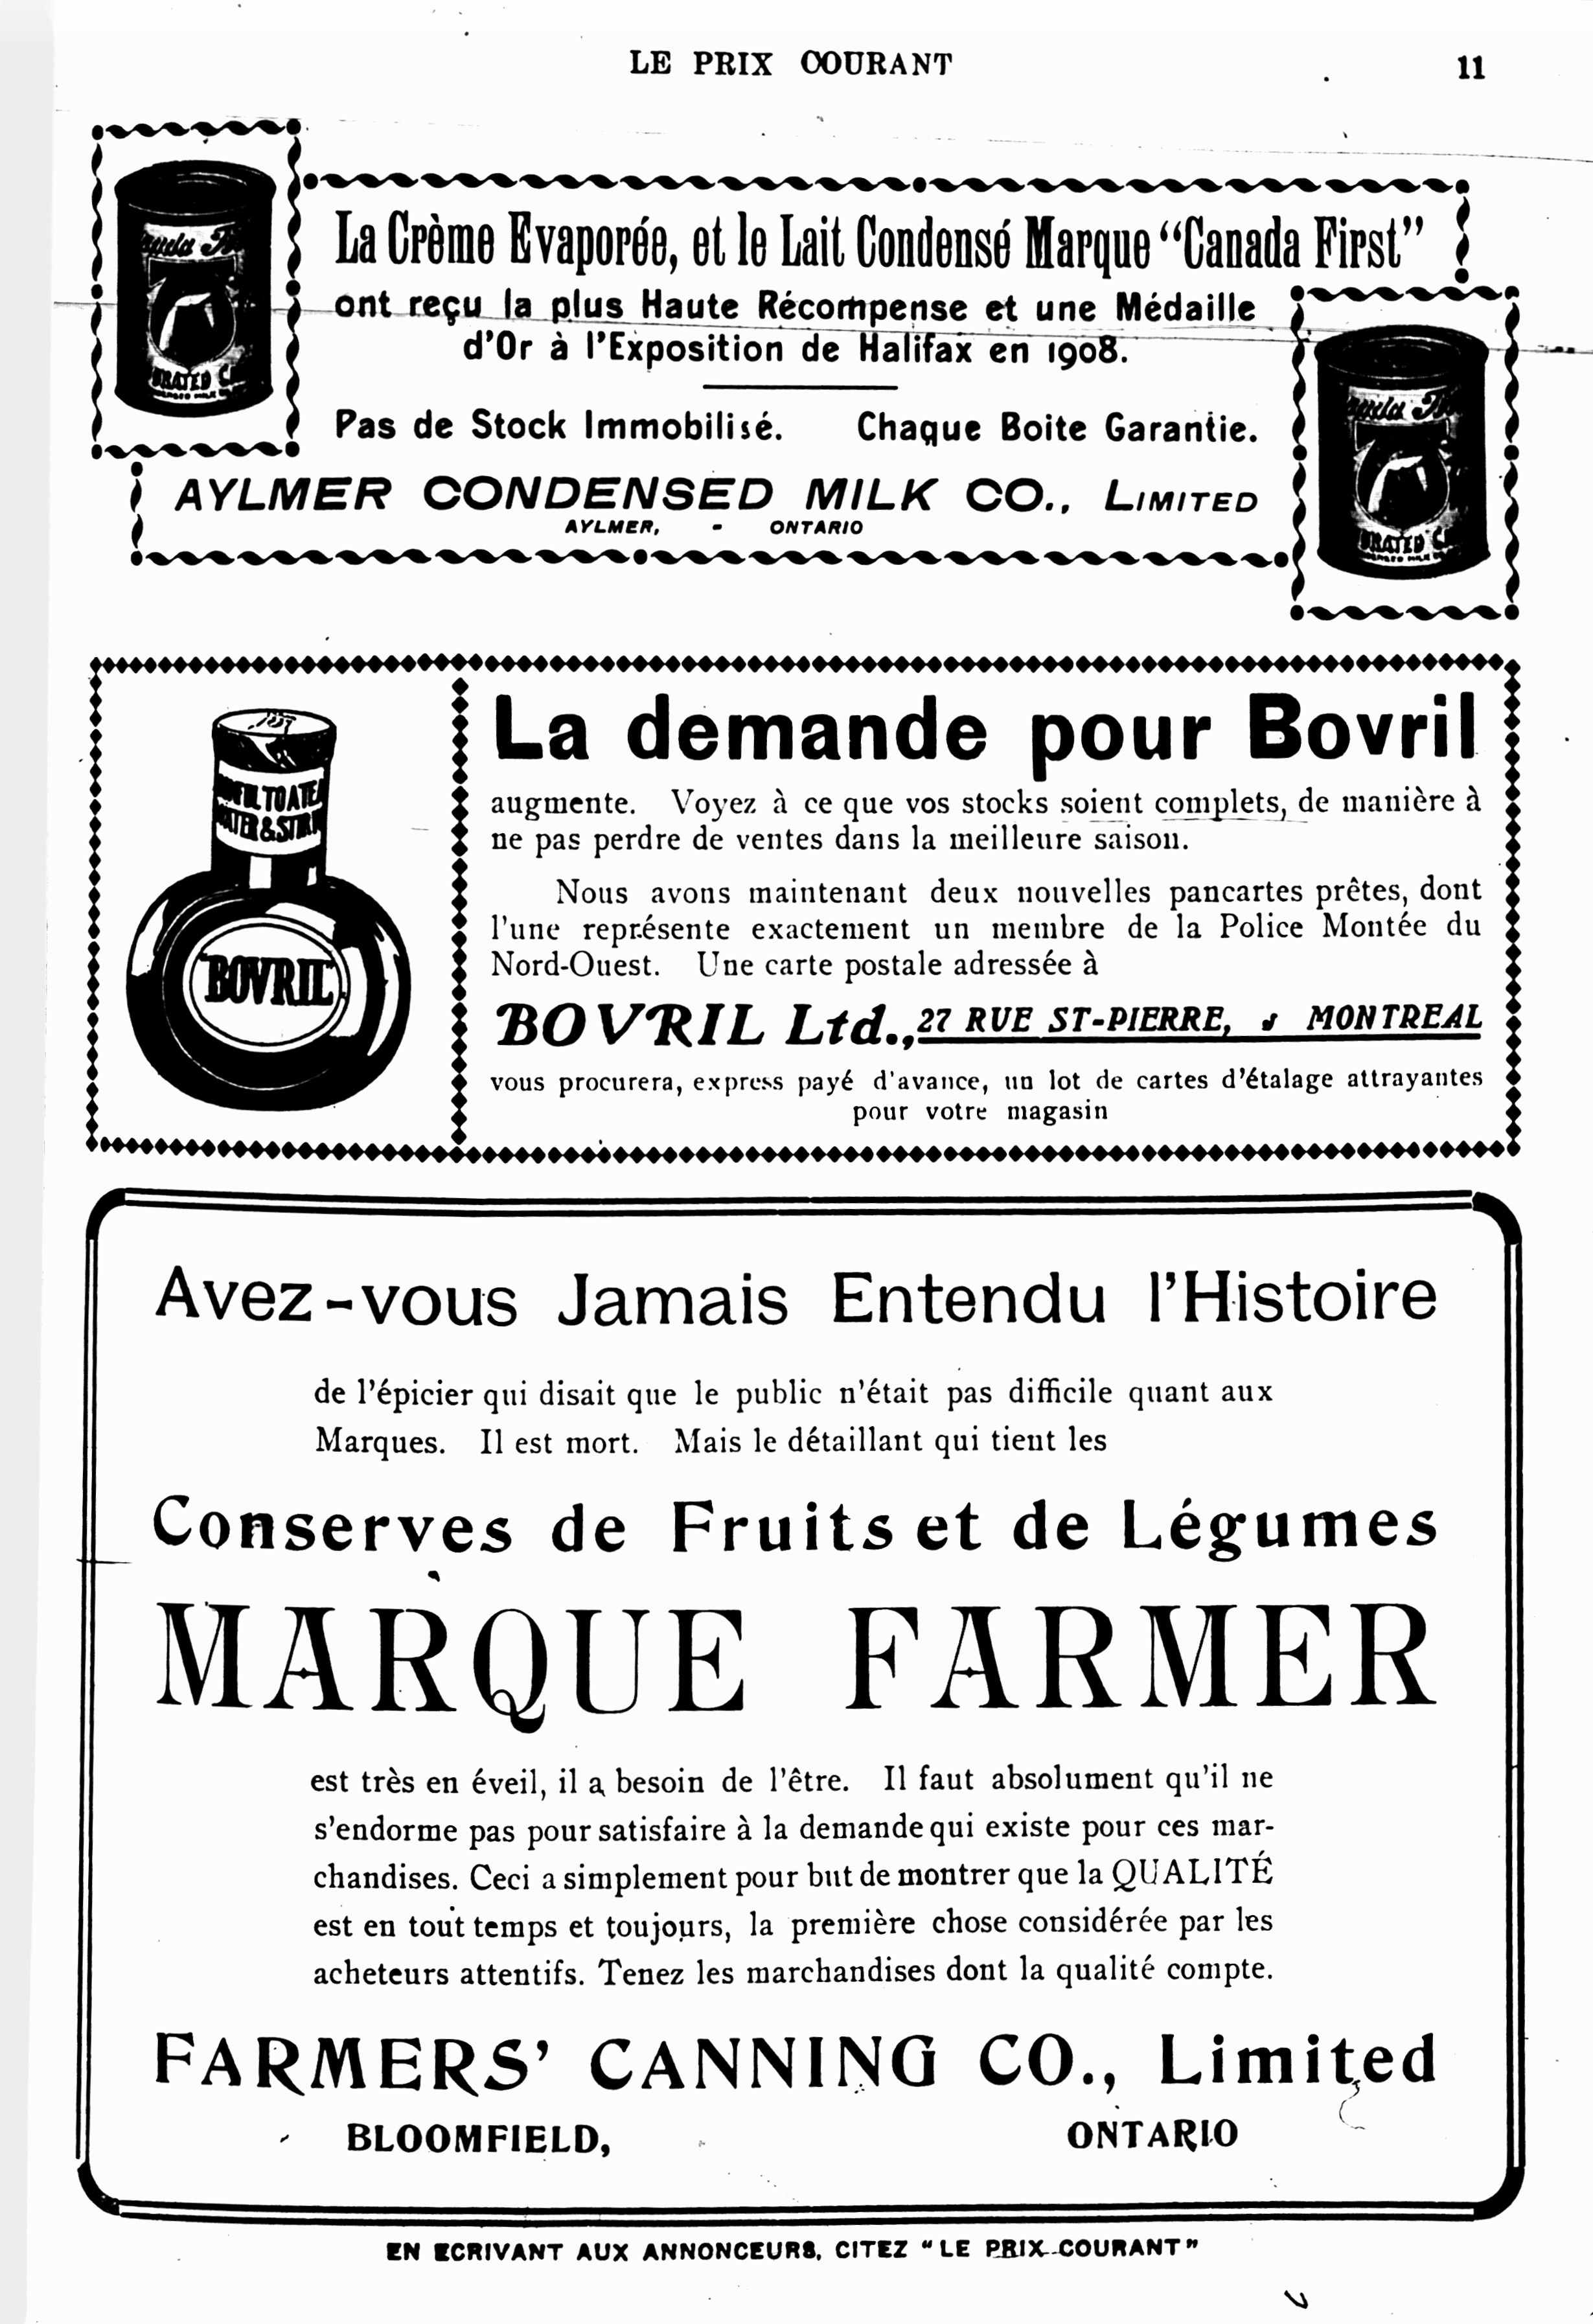 LE PRIX COURANT
11
La Crème Evaporée, et le Lait Condensé Marque "Canada First"
ont reçu la plus Haute Récompense et une Médaille
d'Or à l'Exposition de Halifax en 1908.
Pas de Stock Immobilisé. Chaque Boite Garantie.
AYLMER CONDENSED MILK CO., LIMITED
AYLMER, - ONTARIO
La demande pour Bovril
augmente. Voyez à ce que vos stocks soient complets, de manière à
ne pas perdre de ventes dans la meilleure saison.
Nous avons maintenant deux nouvelles pancartes prêtes, dont
l'une représente exactement un membre de la Police Montée du
Nord-Ouest. Une carte postale adressée à
BOVRIL Ltd., 27 RUE ST-PIERRE, MONTREAL
vous procurera, express payé d'avance, un lot de cartes d'étalage attrayantes
pour votre magasin
BOVRIL
Avez-vous Jamais Entendu l'Histoire
de l'épicier qui disait que le public n'était pas difficile quant aux
Marques. Il est mort. Mais le détaillant qui tient les
Conserves de Fruits et de Légumes
MARQUE FARMER
est très en éveil, il a besoin de l'être. Il faut absolument qu'il ne
s'endorme pas pour satisfaire à la demande qui existe pour ces mar-
chandises. Ceci a simplement pour but de montrer que la QUALITÉ
est en tout temps et toujours, la première chose considérée par les
acheteurs attentifs. Tenez les marchandises dont la qualité compte.
FARMERS' CANNING CO., Limited
BLOOMFIELD, ONTARIO
EN ECRIVANT AUX ANNONCEURS, CITEZ "LE PRIX COURANT"